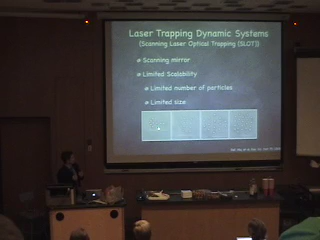 Laser Trapping Dynamic Systems
(Scanning Laser Optical Trapping (SLOT))
Scanning mirror
Limited Scalability
Limited number of particles
Limited size